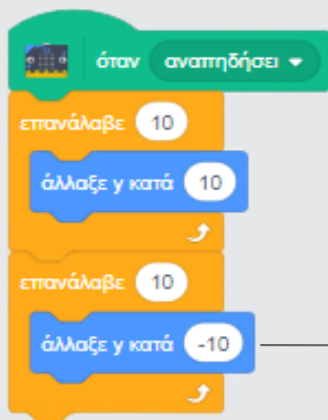 όταν αναπηδήσει
επανάλαβε 10
άλλαξε y κατά 10
επανάλαβε 10
άλλαξε y κατά -10